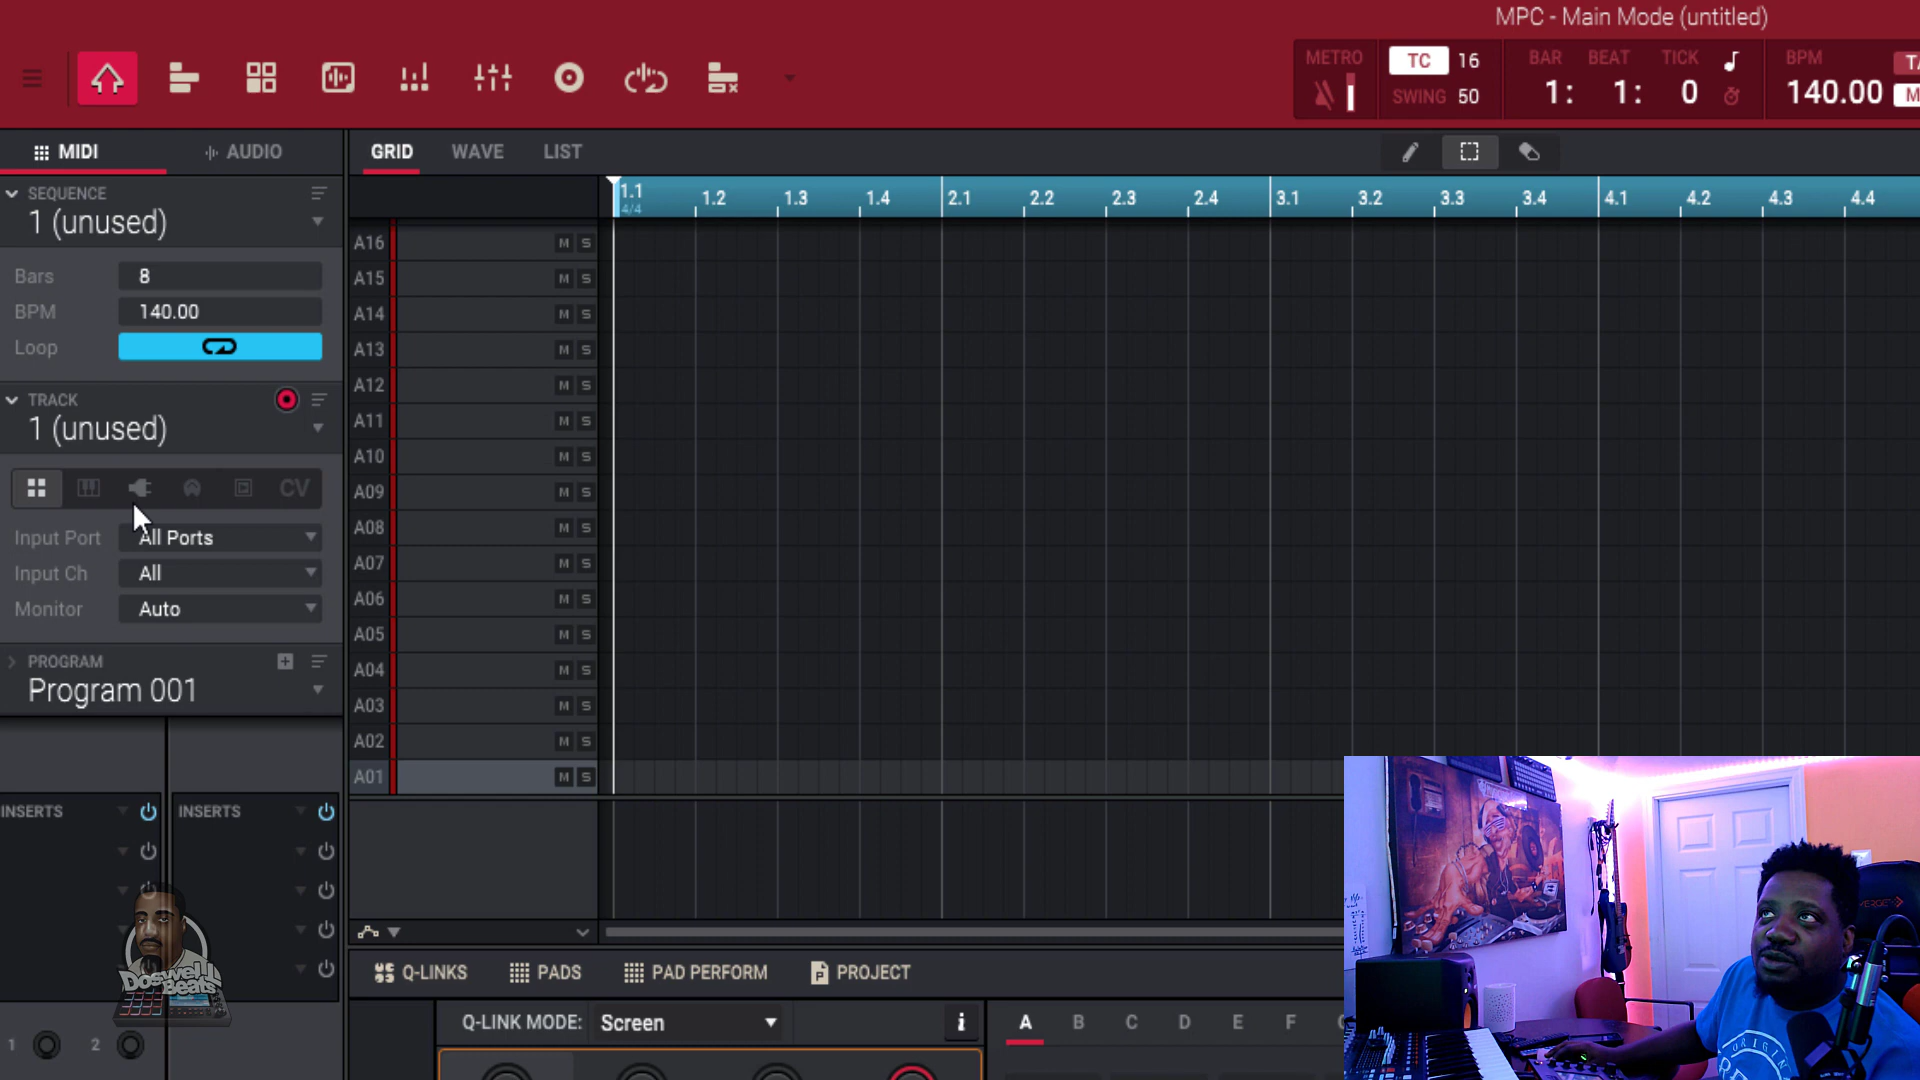 MPC - Main Mode (untitled)
METRO
TC 16
SWING 50
BAR BEAT TICK
1: 1: 0
BPM
140.00
MIDI
AUDIO
GRID WAVE LIST
SEQUENCE
1 (unused)
Bars 8
BPM 140.00
Loop
TRACK
1 (unused)
CV
Input Port All Ports
Input Ch All
Monitor Auto
PROGRAM
Program 001
1.1 1.2 1.3 1.4 2.1 2.2 2.3 2.4 3.1 3.2 3.3 3.4 4.1 4.2 4.3 4.4
4/4
A16 M S
A15 M S
A14 M S
A13 M S
A12 M S
A11 M S
A10 M S
A09 M S
A08 M S
A07 M S
A06 M S
A05 M S
A04 M S
A03 M S
A02 M S
A01 M S
INSERTS INSERTS
Doswell
Beats
1 2
Q-LINKS PADS PAD PERFORM PROJECT
Q-LINK MODE: Screen
A B C D E F
ORIGIN